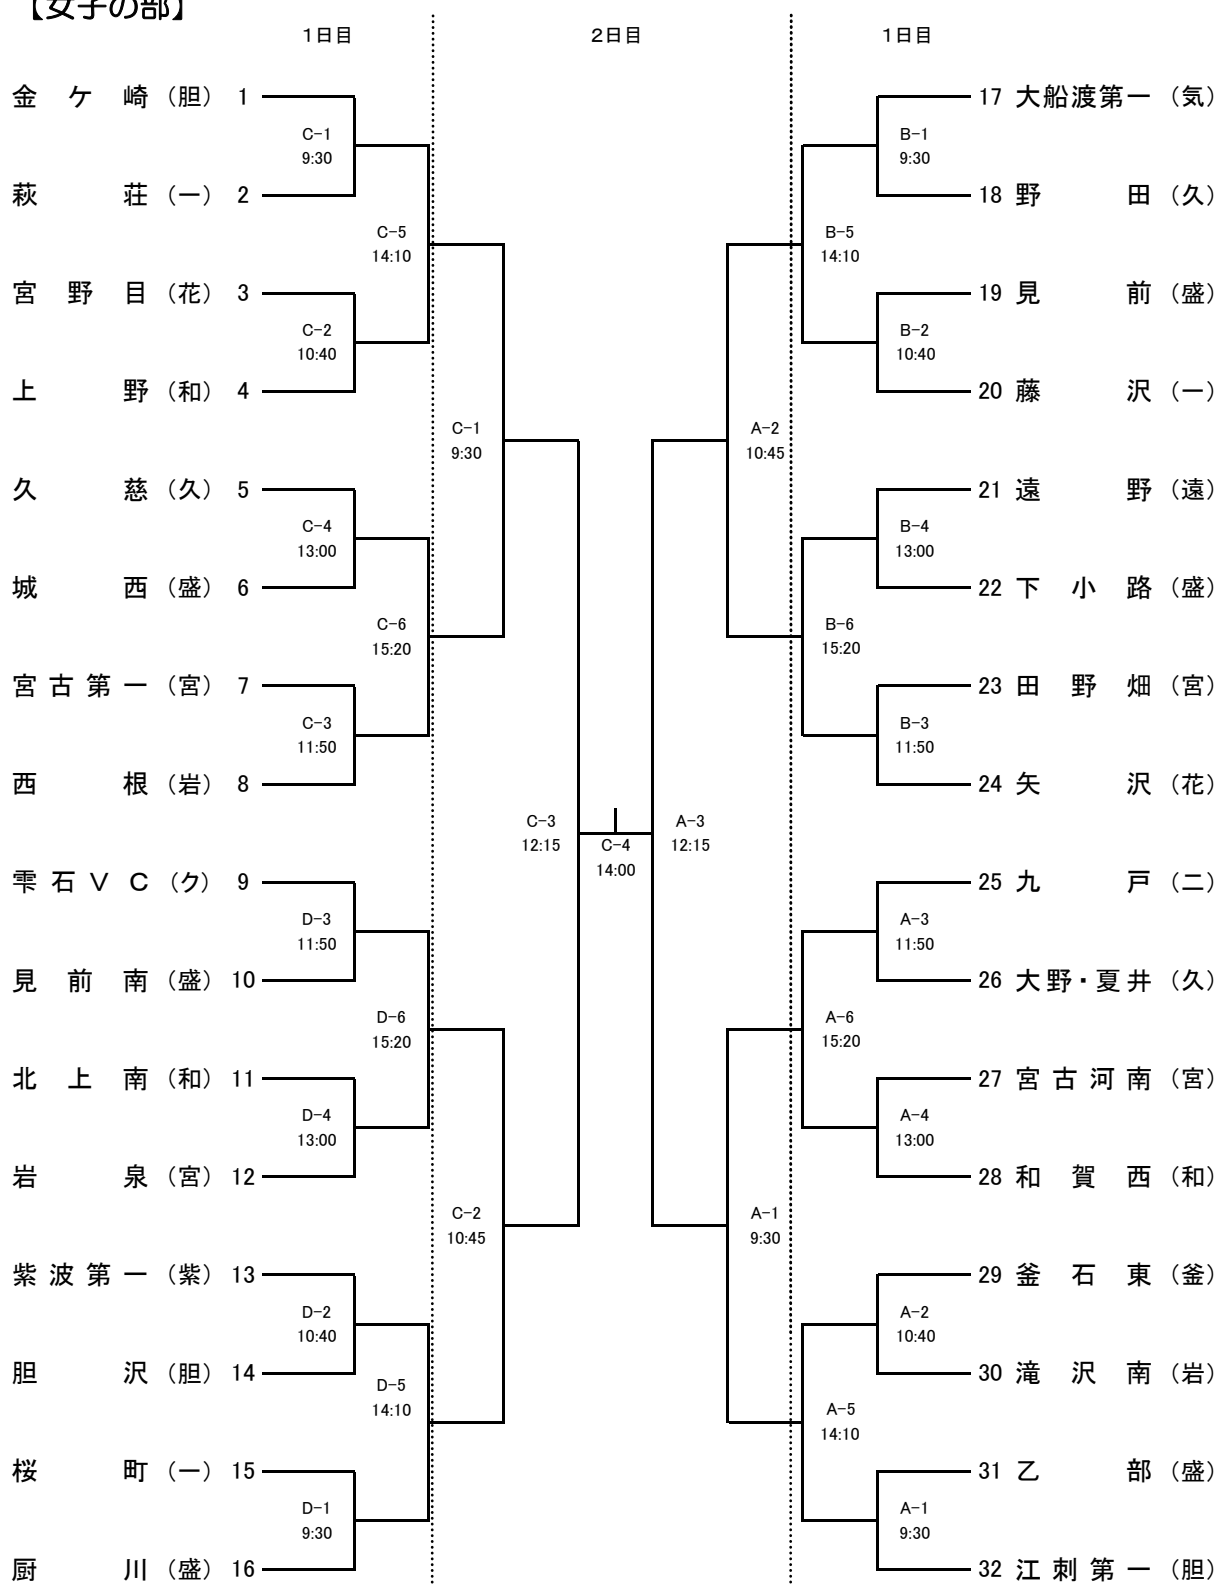 【女子の部】
1日目 2日目 1日目
金ケ崎（胆） 1 17 大船渡第一（気）
C-1 B-1
9:30 9:30
萩荘（一） 2 18 野田（久）
C-5 B-5
14:10 14:10
宮野目（花） 3 19 見前（盛）
C-2 B-2
10:40 10:40
上野（和） 4 20 藤沢（一）
C-1 A-2
9:30 10:45
久慈（久） 5 21 遠野（遠）
C-4 B-4
13:00 13:00
城西（盛） 6 22 下小路（盛）
C-6 B-6
15:20 15:20
宮古第一（宮） 7 23 田野畑（宮）
C-3 B-3
11:50 11:50
西根（岩） 8 24 矢沢（花）
C-3 A-3
12:15 C-4 12:15
14:00
雫石ＶＣ（ク） 9 25 九戸（二）
D-3 A-3
11:50 11:50
見前南（盛） 10 26 大野・夏井（久）
D-6 A-6
15:20 15:20
北上南（和） 11 27 宮古河南（宮）
D-4 A-4
13:00 13:00
岩泉（宮） 12 28 和賀西（和）
C-2 A-1
10:45 9:30
紫波第一（紫） 13 29 釜石東（釜）
D-2 A-2
10:40 10:40
胆沢（胆） 14 30 滝沢南（岩）
D-5 A-5
14:10 14:10
桜町（一） 15 31 乙部（盛）
D-1 A-1
9:30 9:30
厨川（盛） 16 32 江刺第一（胆）